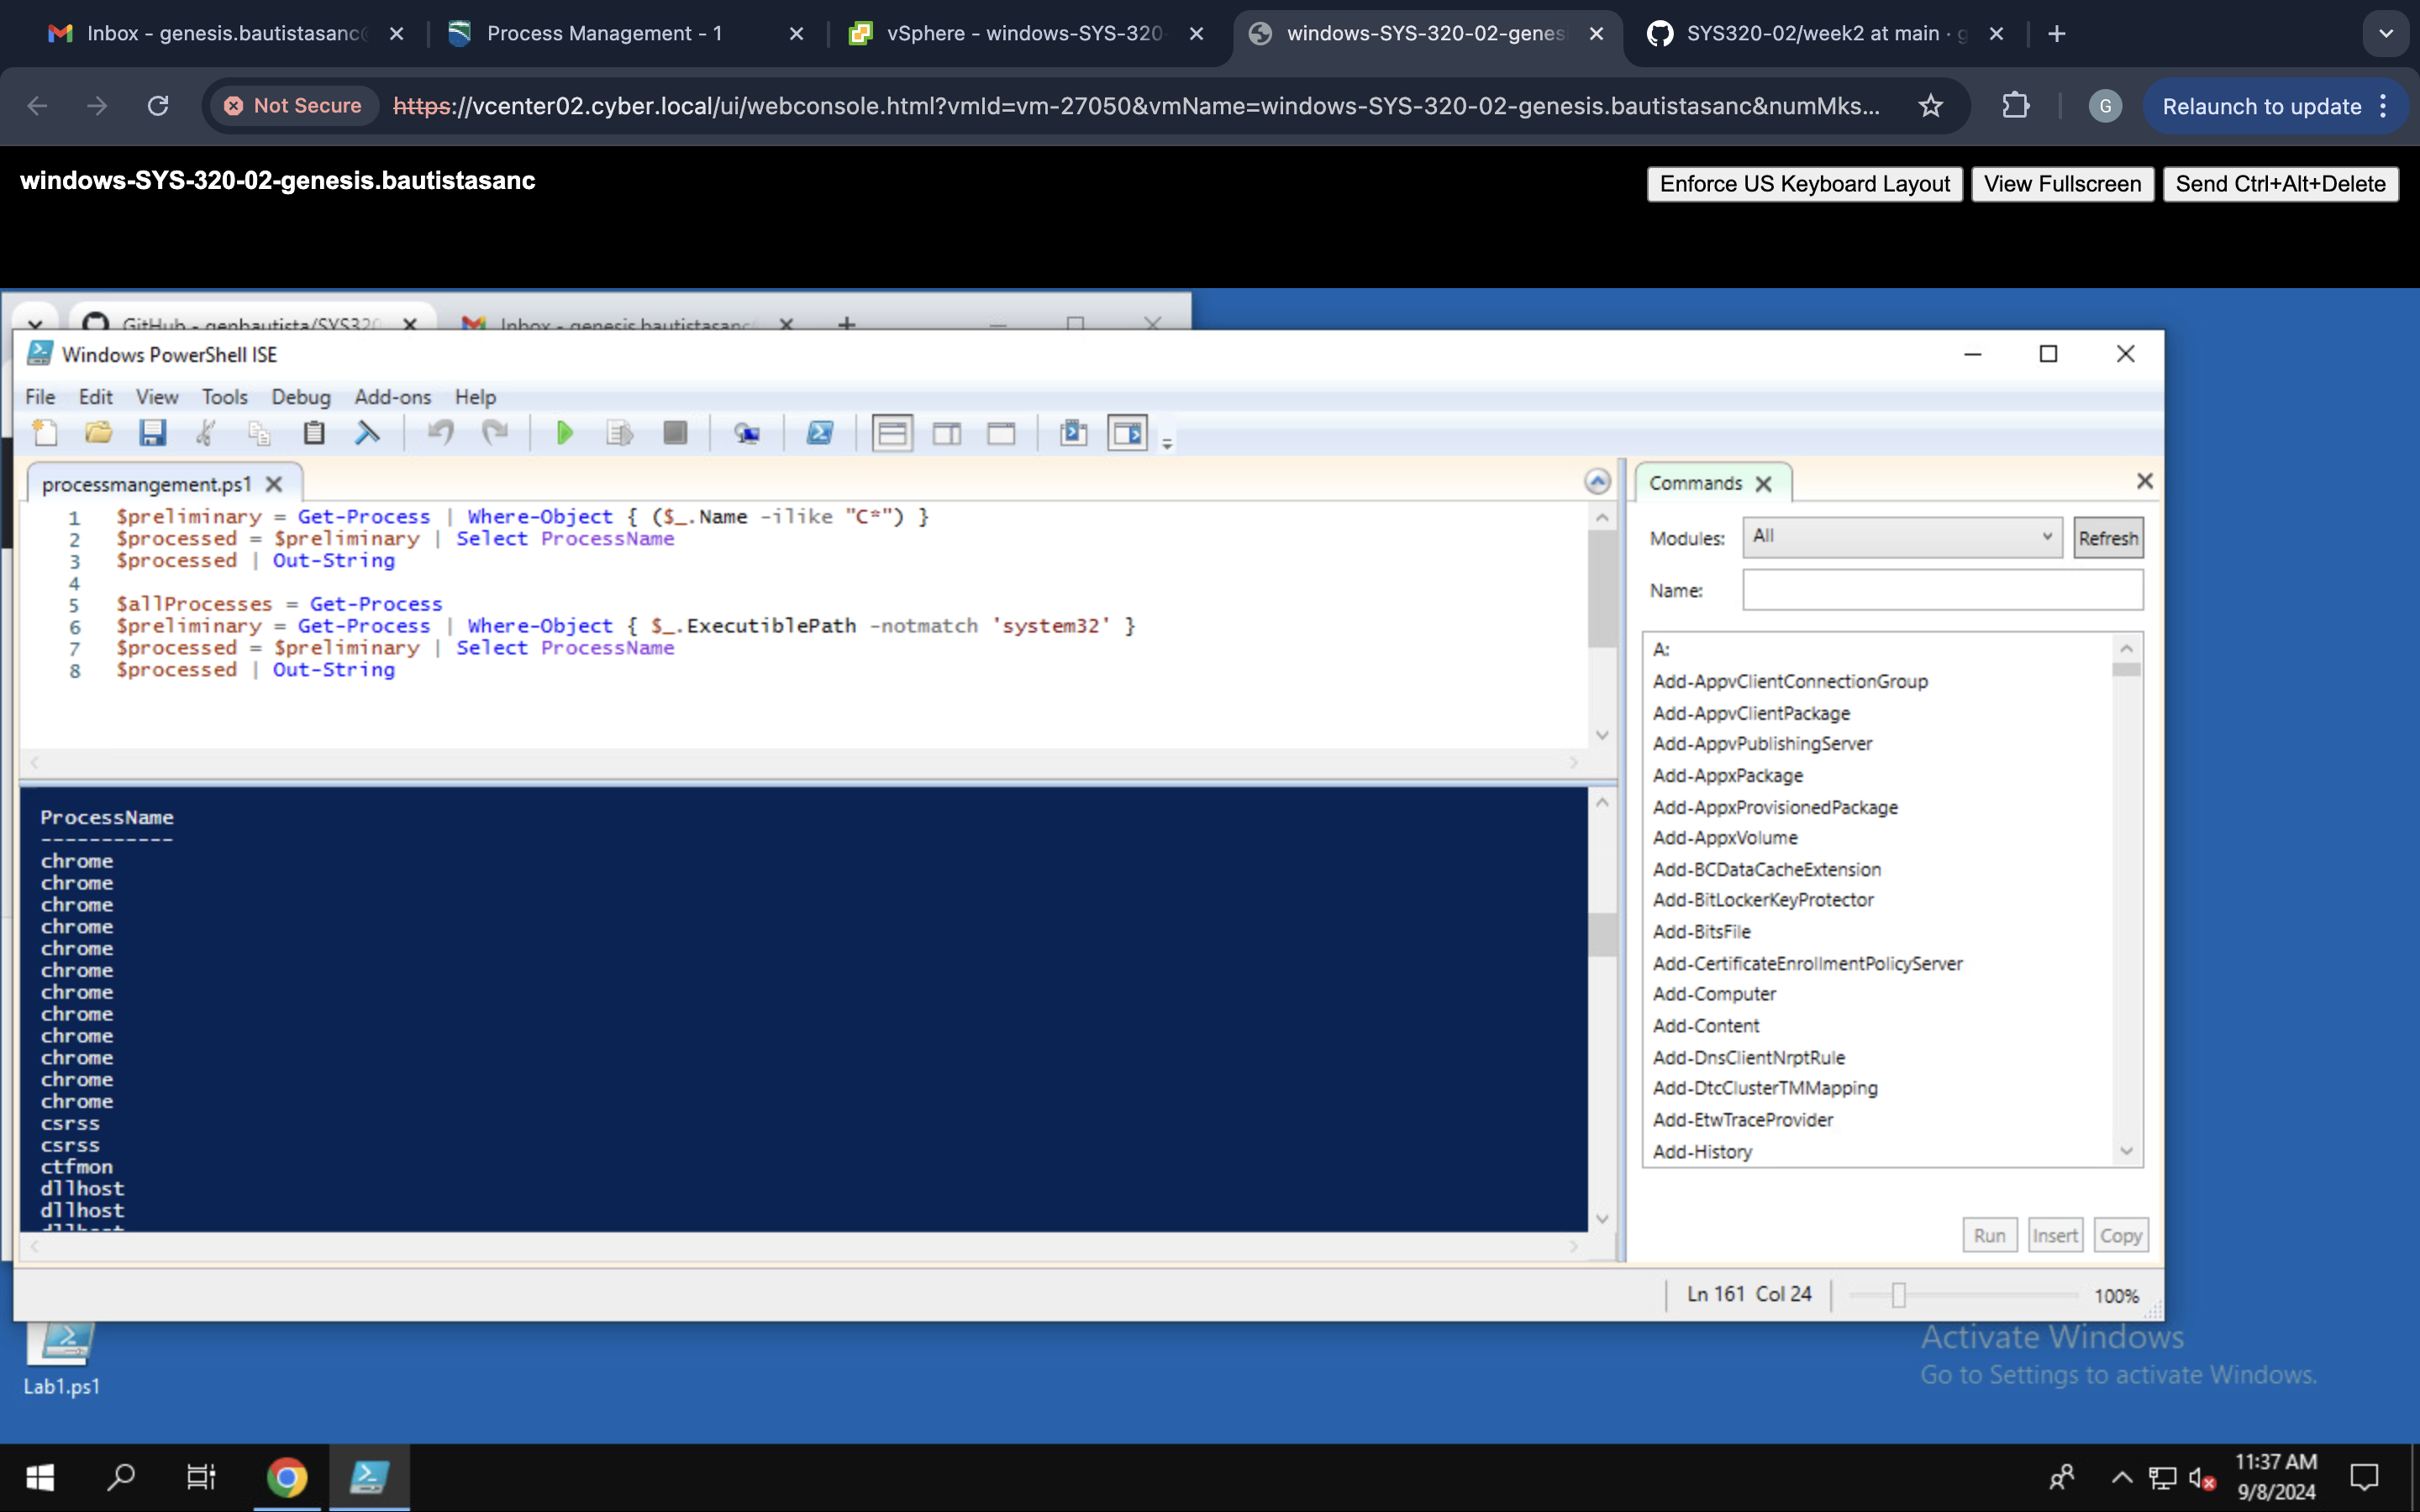 Inbox - genesis.bautistasanc
Process Management - 1
vSphere - windows-SYS-320-
windows-SYS-320-02-genes
SYS320-02/week2 at main · g
Not Secure
https://vcenter02.cyber.local/ui/webconsole.html?vmId=vm-27050&vmName=windows-SYS-320-02-genesis.bautistasanc&numMks...
G
Relaunch to update
windows-SYS-320-02-genesis.bautistasanc
Enforce US Keyboard Layout
View Fullscreen
Send Ctrl+Alt+Delete
GitHub - genbautista/SYS320
Inbox - genesis.bautistasanc
Windows PowerShell ISE
File Edit View Tools Debug Add-ons Help
processmangement.ps1
1 $preliminary = Get-Process | Where-Object { ($_.Name -ilike "C*") }
2 $processed = $preliminary | Select ProcessName
3 $processed | Out-String
4
5 $allProcesses = Get-Process
6 $preliminary = Get-Process | Where-Object { $_.ExecutiblePath -notmatch 'system32' }
7 $processed = $preliminary | Select ProcessName
8 $processed | Out-String
ProcessName
-----------
chrome
chrome
chrome
chrome
chrome
chrome
chrome
chrome
chrome
chrome
chrome
chrome
csrss
csrss
ctfmon
dllhost
dllhost
dllhost
Commands
Modules: All Refresh
Name:
A:
Add-AppvClientConnectionGroup
Add-AppvClientPackage
Add-AppvPublishingServer
Add-AppxPackage
Add-AppxProvisionedPackage
Add-AppxVolume
Add-BCDataCacheExtension
Add-BitLockerKeyProtector
Add-BitsFile
Add-CertificateEnrollmentPolicyServer
Add-Computer
Add-Content
Add-DnsClientNrptRule
Add-DtcClusterTMMapping
Add-EtwTraceProvider
Add-History
Run Insert Copy
Ln 161 Col 24
100%
Lab1.ps1
Activate Windows
Go to Settings to activate Windows.
11:37 AM
9/8/2024